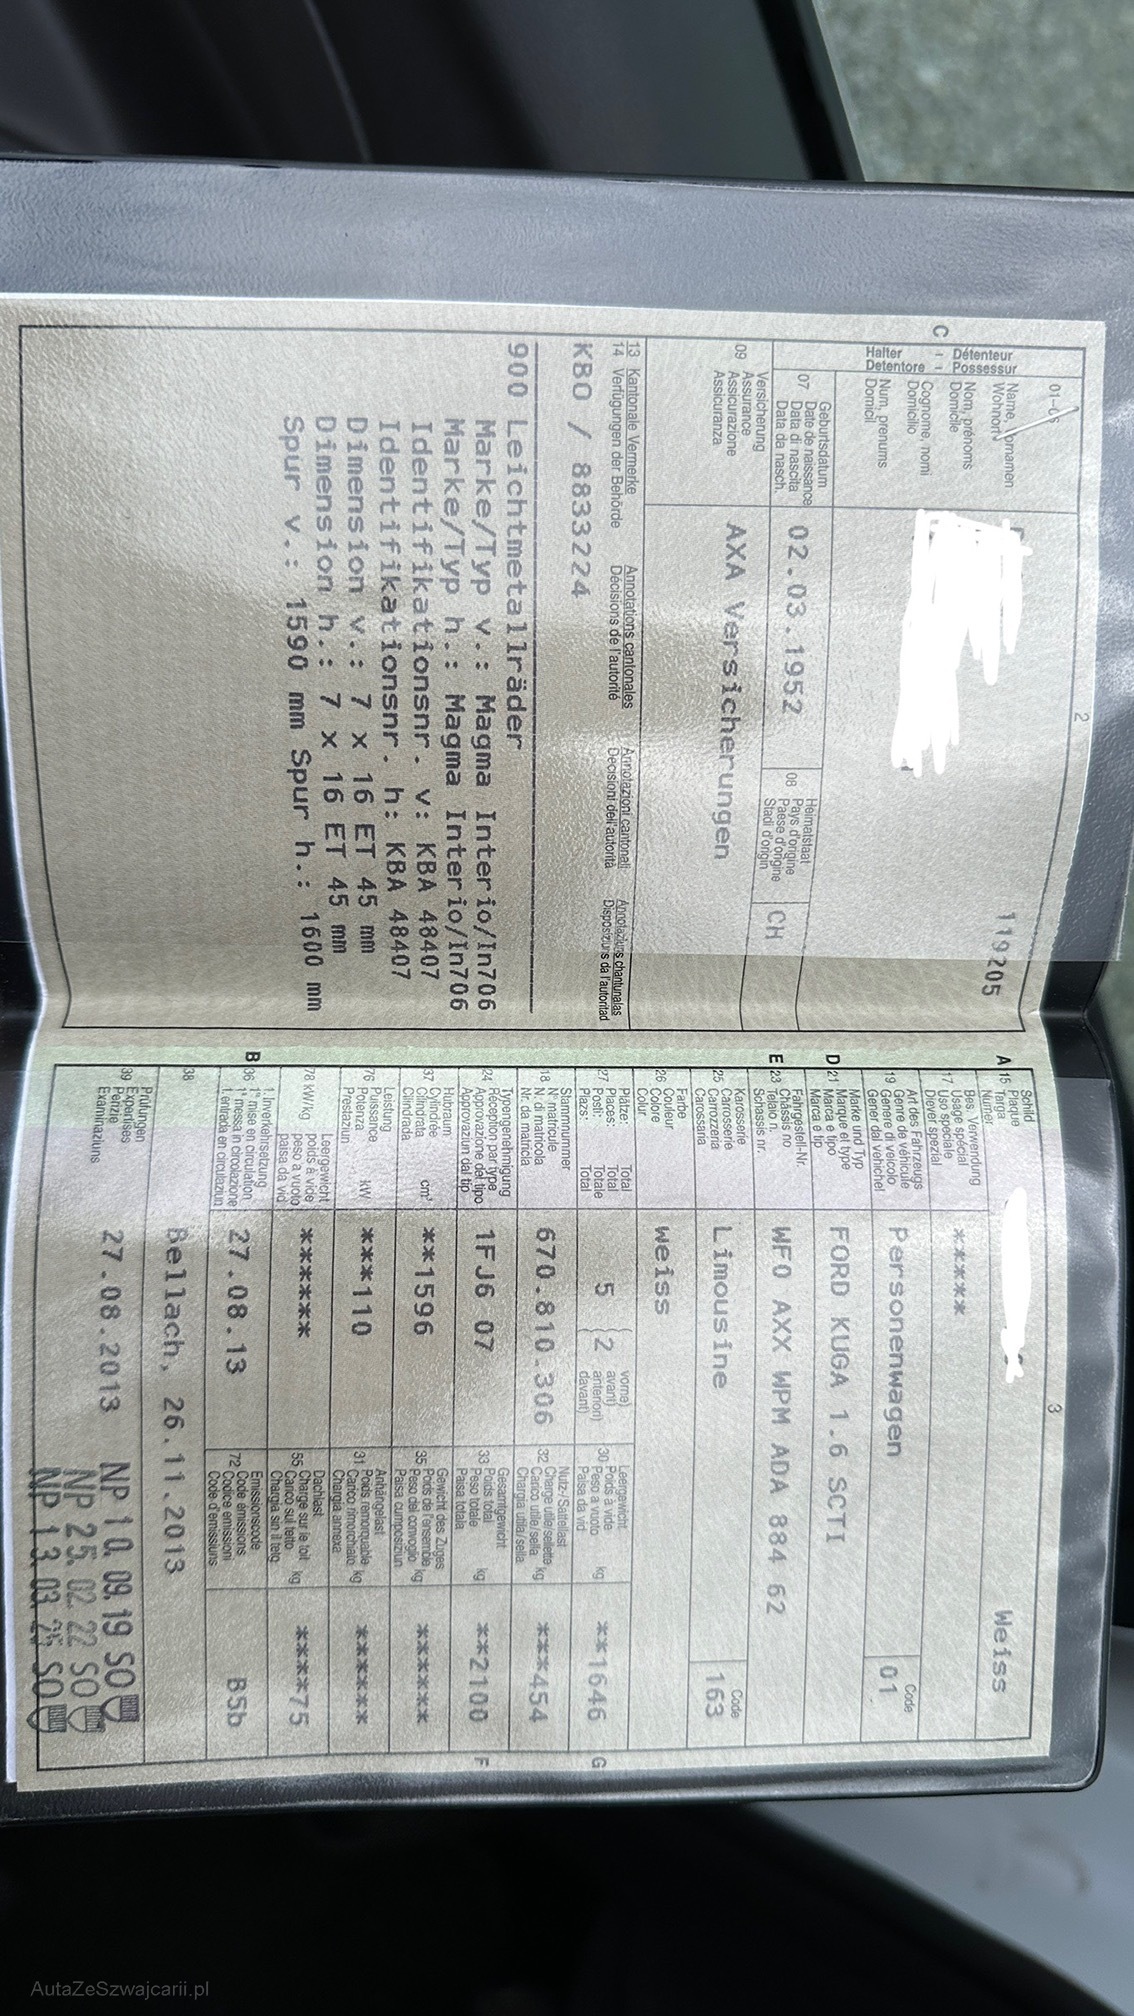 2
119205
C
Halter - Détenteur
Detentore - Possessur
01-
Name,
Wohnort
Nom, prénoms
Domicile
Cognome, nomi
Domicilio
Num, prenums
Domicil
07 Geburtsdatum
Date de naissance
Data di nascita
Data da nasch.
02.03.1952
08 Heimatstaat
Pays d'origine
Paese d'origine
Stadi d'origin
CH
09 Versicherung
Assurance
Assicurazione
Assicuranza
AXA Versicherungen
13 Kantonale Vermerke Annotations cantonales Annotazioni cantonali Annotaziuns chantunalas
14 Verfügungen der Behörde Décisions de l'autorité Decisioni dell'autorità Disposiziuns da l'autoritad
KBO / 8833224
900 Leichtmetallräder
Marke/Typ v.: Magma Interio/In706
Marke/Typ h.: Magma Interio/In706
Identifikationsnr. v: KBA 48407
Identifikationsnr. h: KBA 48407
Dimension v.: 7 x 16 ET 45 mm
Dimension h.: 7 x 16 ET 45 mm
Spur v.: 1590 mm Spur h.: 1600 mm
3
A 15 Schild
Plaque
Targa
Numer
Weiss
17 Bes. Verwendung
Usage spécial
Uso speciale
Diever spezial
*****
19 Art des Fahrzeugs
Genre de véhicule
Genere di veicolo
Gener dal vehichel
Personenwagen
Code
01
D 21 Marke und Typ
Marque et type
Marca e tipo
Marca e tip
FORD KUGA 1.6 SCTI
E 23 Fahrgestell-Nr.
Châssis no
Telaio n.
Schassis nr.
WF0 AXX WPM ADA 884 62
25 Karosserie
Carrosserie
Carrozzeria
Carossaria
Limousine
Code
163
26 Farbe
Couleur
Colore
Colur
weiss
27 Plätze: Total
Places: Total
Posti: Totale
Plazs: Total
5 (2 vorne)
avant)
anteriori)
davant)
30 Leergewicht
Poids à vide
Peso a vuoto
Paisa da vid
kg
**1646
G
18 Stammnummer
N° matricule
N. di matricola
Nr. da matricla
670.810.306
32 Nutz-/Sattellast
Charge utile/sellette
Carico utile/sella
Chargia utila/sella
kg
***454
24 Typengenehmigung
Réception par type
Approvazione del tipo
Approvaziun dal tip
1FJ6 07
33 Gesamtgewicht
Poids total
Peso totale
Paisa totala
kg
**2100
F
37 Hubraum
Cylindrée
Cilindrata
Cilindrada
cm³
**1596
35 Gewicht des Zuges
Poids de l'ensemble
Peso del convoglio
Paisa cumposiziun
kg
******
76 Leistung
Puissance
Potenza
Prestaziun
kW
***110
31 Anhängelast
Poids remorquable
Carico rimorchiato
Chargia annexa
kg
******
78 kW/kg Leergewicht
poids à vide
peso a vuoto
paisa da vid
******
55 Dachlast
Charge sur le toit
Carico sul tetto
Chargia sin il tetg
kg
****75
B 36 1. Inverkehrsetzung
1re mise en circulation
1a messa in circolazione
1. entrada en circulaziun
27.08.13
72 Emissionscode
Code émissions
Codice emissioni
Code d'emissiuns
B5b
38
Bellach, 26.11.2013
39 Prüfungen
Expertises
Perizie
Examinaziuns
27.08.2013
NP 10.09.19 SO
NP 25.02.22 SO
NP 13.03.25 SO
AutaZeSzwajcarii.pl